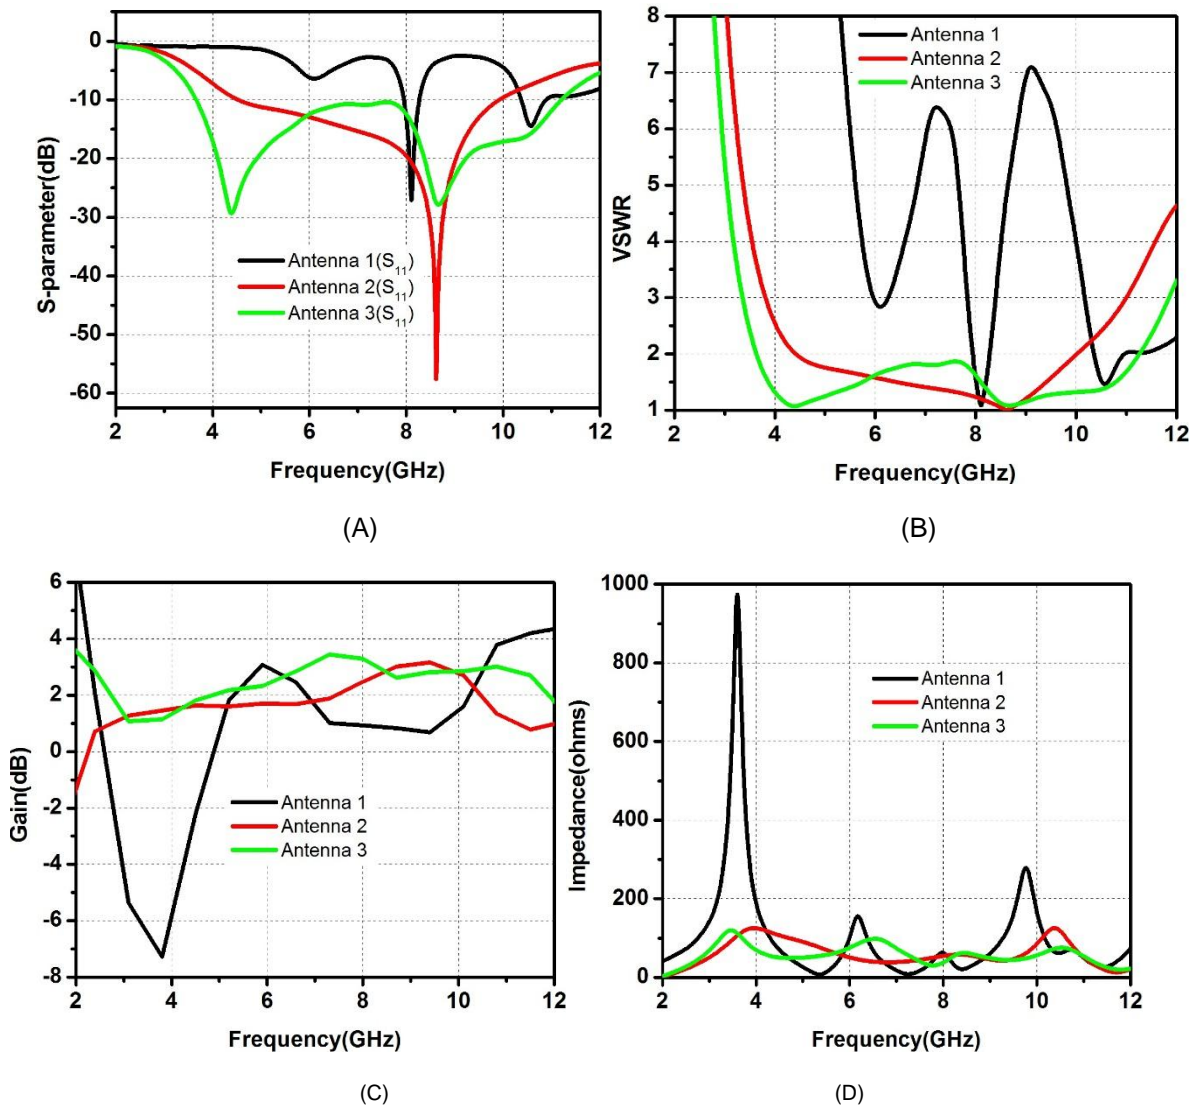 0
-10
-20
-30
-40
-50
-60
S-parameter(dB)
Antenna 1(S11)
Antenna 2(S11)
Antenna 3(S11)
2 4 6 8 10 12
Frequency(GHz)
(A)
8
7
6
5
4
3
2
1
VSWR
Antenna 1
Antenna 2
Antenna 3
2 4 6 8 10 12
Frequency(GHz)
(B)
6
4
2
0
-2
-4
-6
-8
Gain(dB)
Antenna 1
Antenna 2
Antenna 3
2 4 6 8 10 12
Frequency(GHz)
(C)
1000
800
600
400
200
0
Impedance(ohms)
Antenna 1
Antenna 2
Antenna 3
2 4 6 8 10 12
Frequency(GHz)
(D)